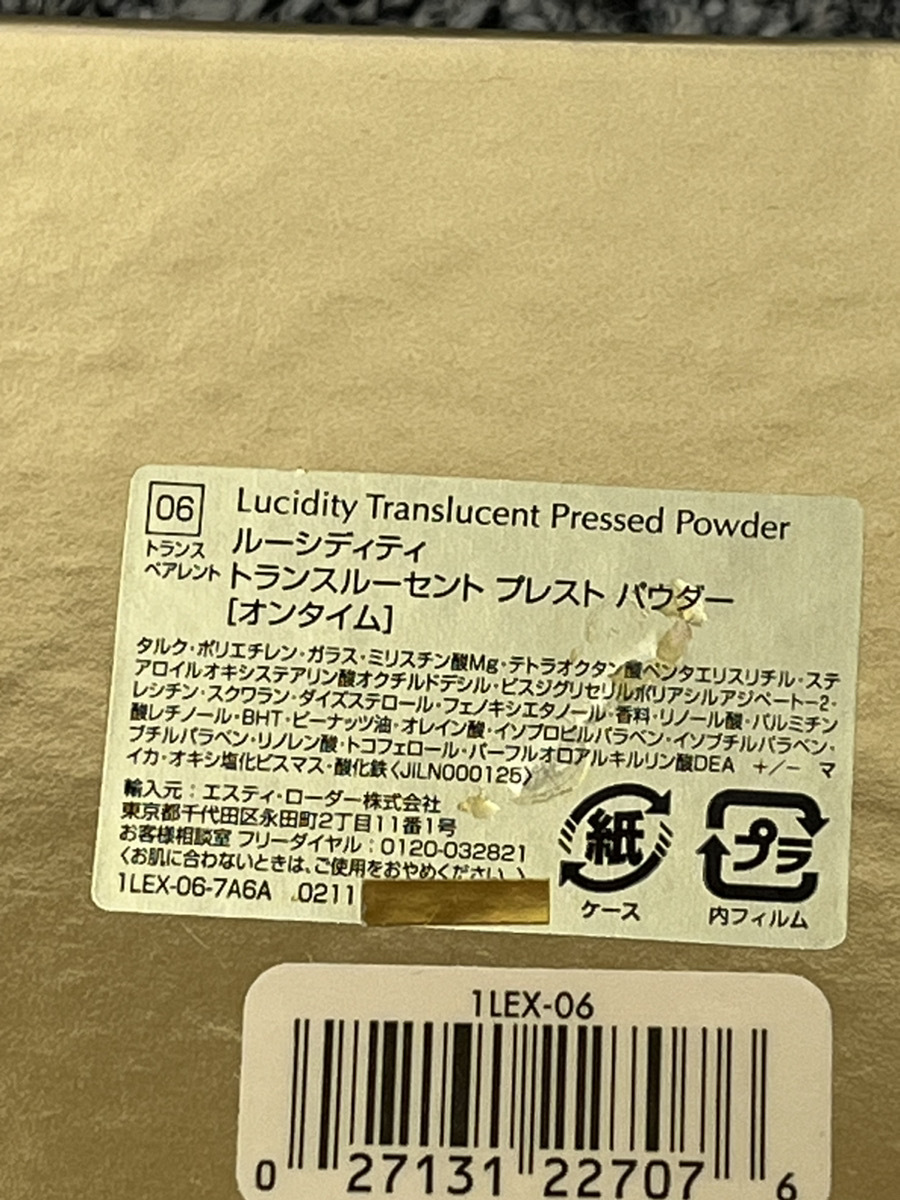 06
Lucidity Translucent Pressed Powder
トランス
ペアレント
ルーシディティ
トランスルーセント プレスト パウダー
[オンタイム]
タルク・ポリエチレン・ガラス・ミリスチン酸Mg・テトラオクタン酸ペンタエリスリチル・ステ
アロイルオキシステアリン酸オクチルドデシル・ビスジグリセリルポリアシルアジペート-2・
レシチン・スクワラン・ダイズステロール・フェノキシエタノール・香料・リノール酸・パルミチン
酸レチノール・BHT・ピーナッツ油・オレイン酸・イソプロピルパラベン・イソブチルパラベン・
ブチルパラベン・リノレン酸・トコフェロール・パーフルオロアルキルリン酸DEA +/- マ
イカ・オキシ塩化ビスマス・酸化鉄〈JILN000125〉
輸入元：エスティ・ローダー株式会社
東京都千代田区永田町2丁目11番1号
お客様相談室 フリーダイヤル：0120-032821
〈お肌に合わないときは、ご使用をおやめください。〉
1LEX-06-7A6A .0211
紙
ケース
プラ
内フィルム
1LEX-06
0 27131 22707 6